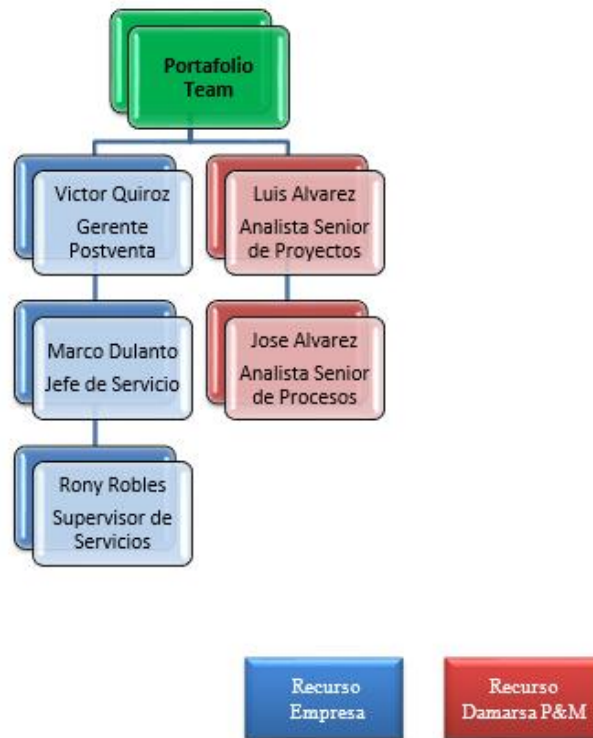 Portafolio
Team
Victor Quiroz
Gerente
Postventa
Luis Alvarez
Analista Senior
de Proyectos
Marco Dulanto
Jefe de Servicio
Jose Alvarez
Analista Senior
de Procesos
Rony Robles
Supervisor de
Servicios
Recurso
Empresa
Recurso
Damarsa P&M